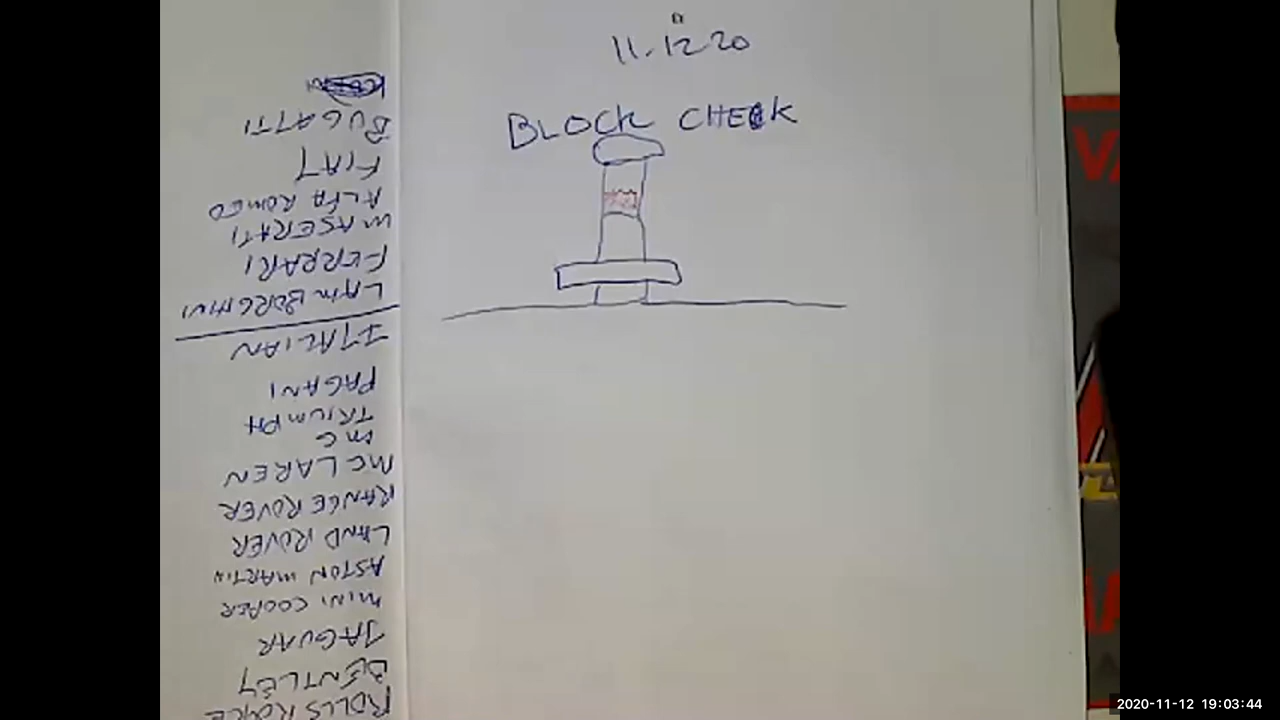 11.12.20
BLOCK CHECK
ROLLS ROYCE
BENTLEY
JAGUAR
MINI COOPER
ASTON MARTIN
LAND ROVER
RANGE ROVER
MC LAREN
MG
TRIUMPH
PAGANI
ITALIAN
LAMBORGHINI
FERRARI
MASERATI
ALFA ROMEO
FIAT
BUGATTI
2020-11-12 19:03:44